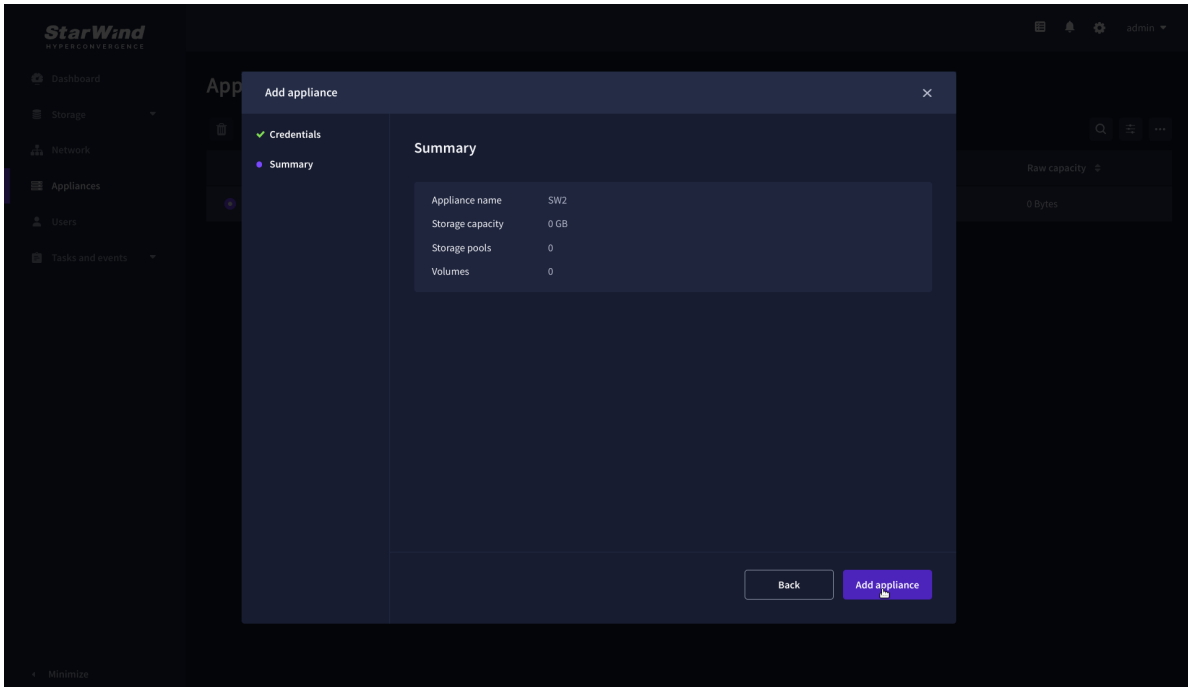 StarWind
HYPERCONVERGENCE
admin
Dashboard
Storage
Network
Appliances
Users
Tasks and events
Minimize
App
Raw capacity
0 Bytes
Add appliance
Credentials
Summary
Summary
Appliance name SW2
Storage capacity 0 GB
Storage pools 0
Volumes 0
Back
Add appliance